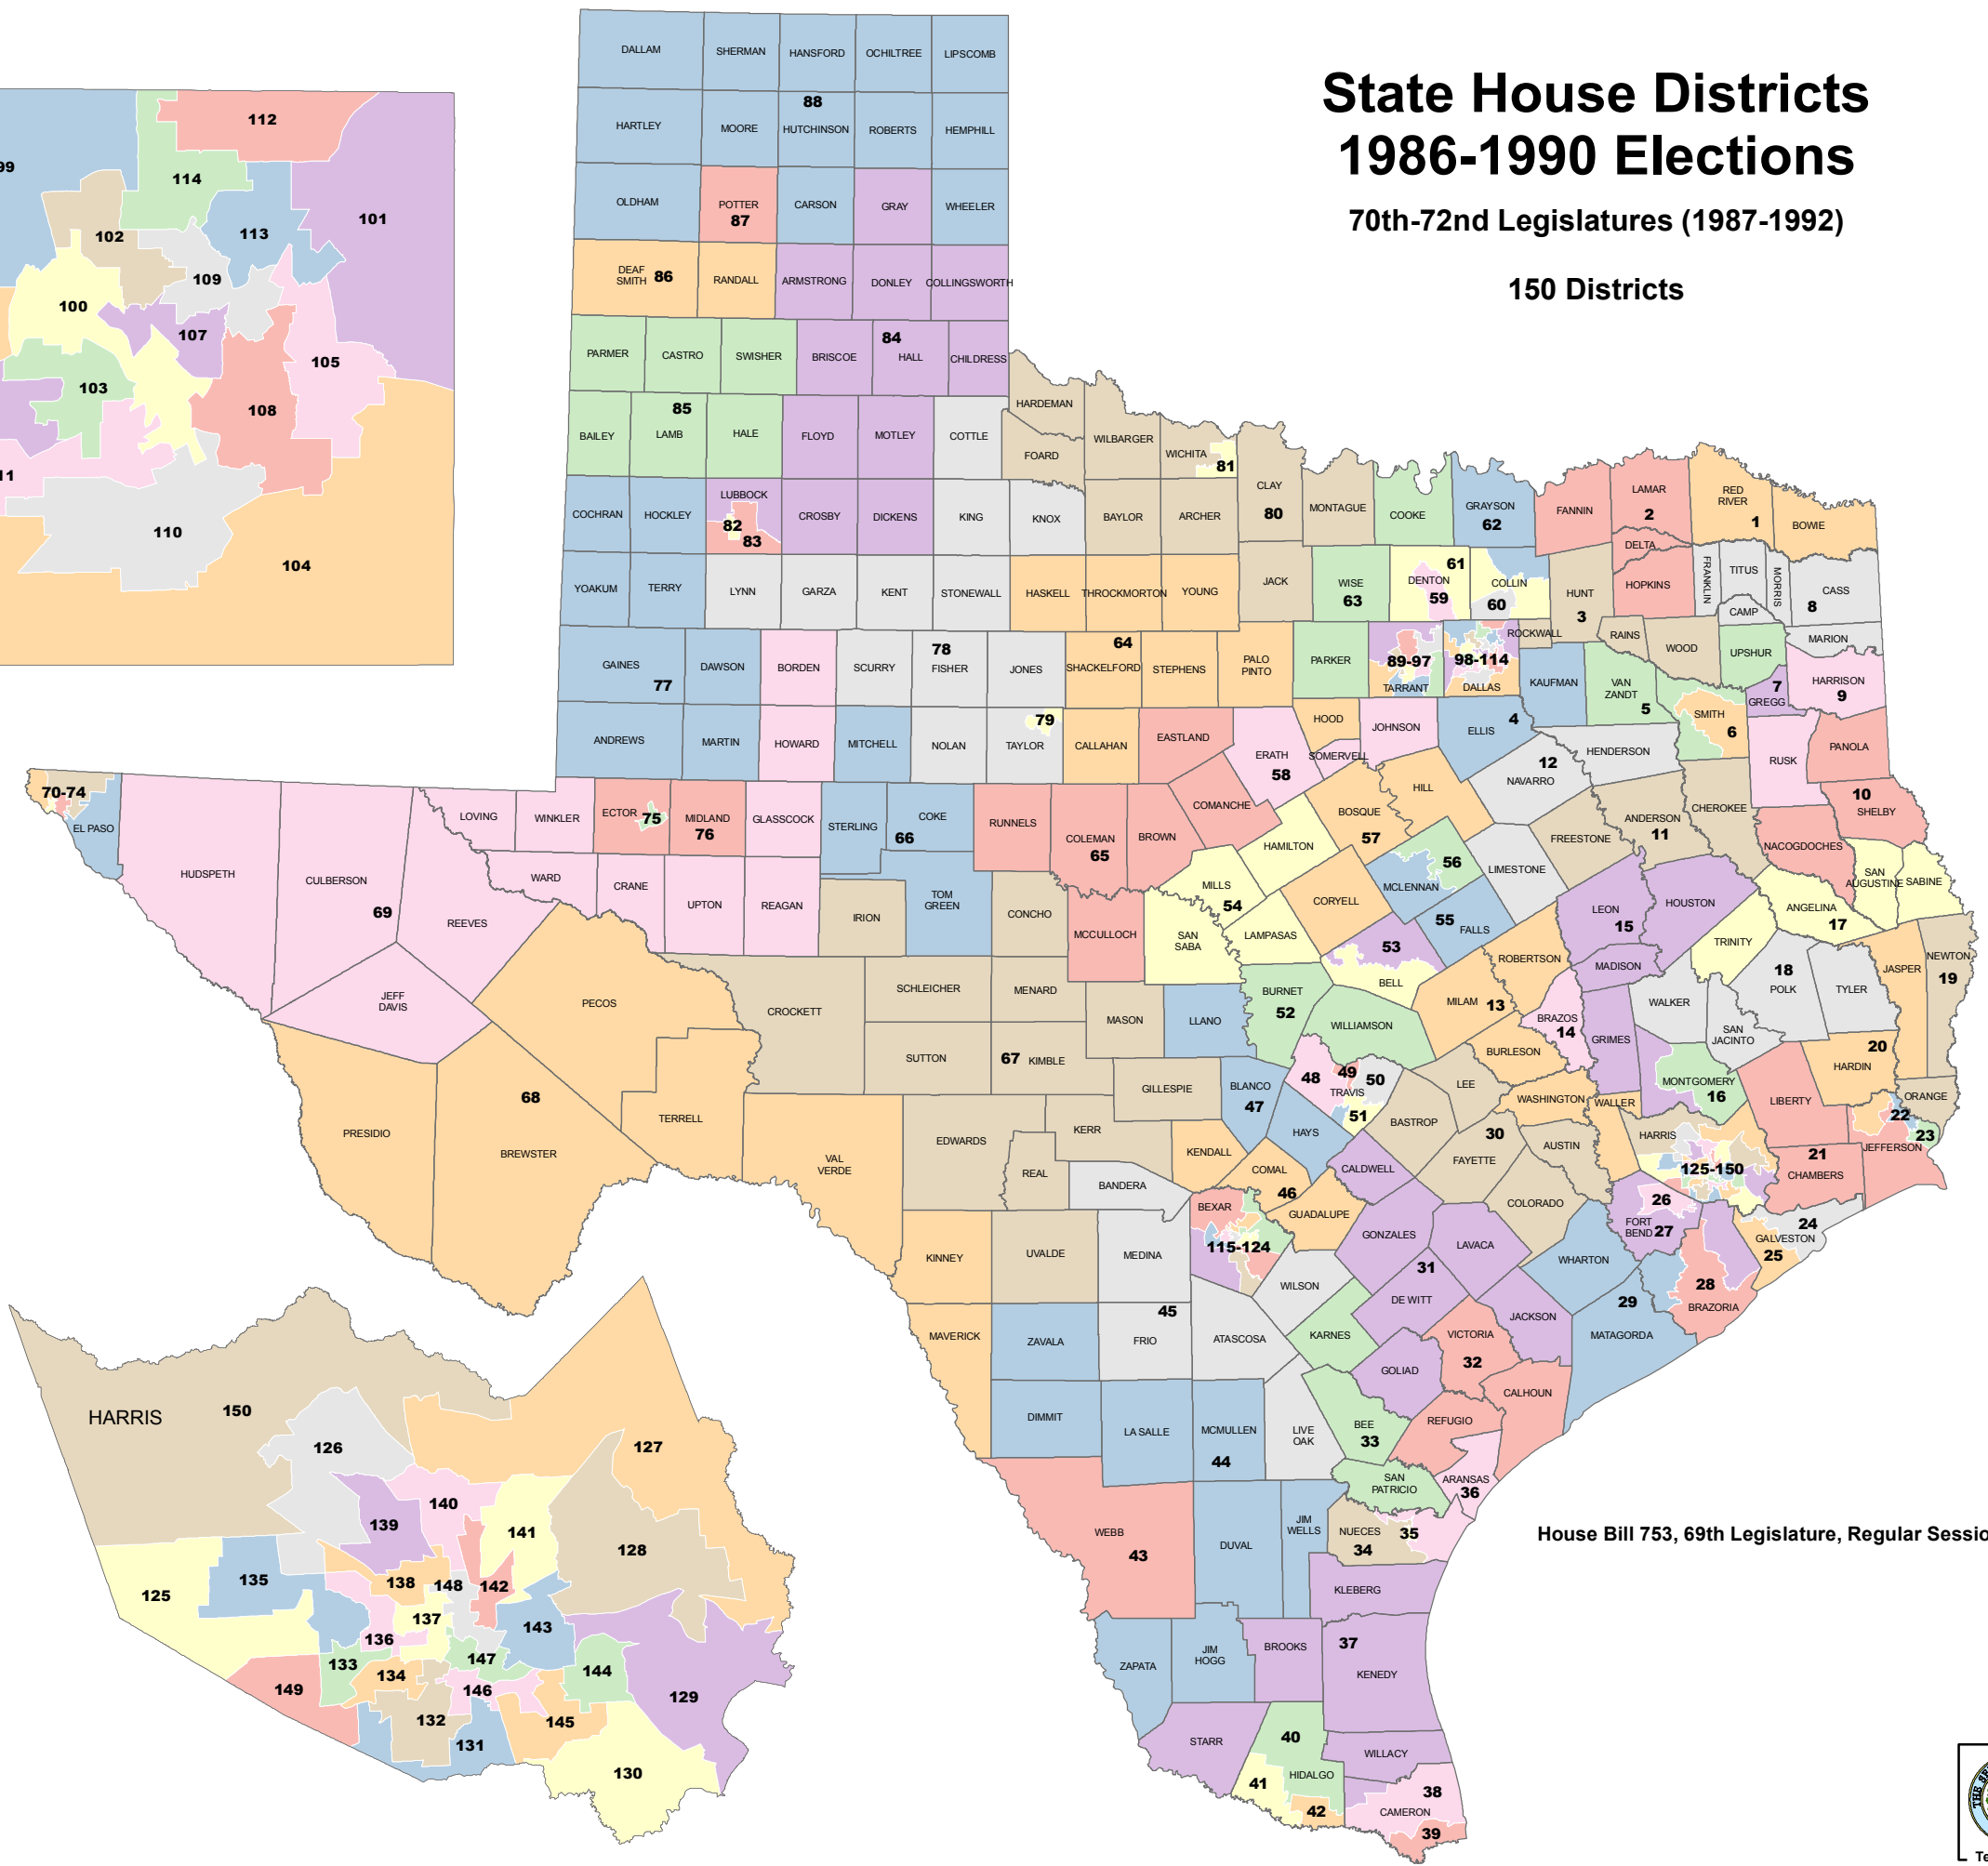 State House Districts
1986-1990 Elections
70th-72nd Legislatures (1987-1992)
150 Districts
DALLAM SHERMAN HANSFORD OCHILTREE LIPSCOMB
88
HARTLEY MOORE HUTCHINSON ROBERTS HEMPHILL
OLDHAM POTTER CARSON GRAY WHEELER
87
DEAF
SMITH 86 RANDALL ARMSTRONG DONLEY COLLINGSWORTH
84
PARMER CASTRO SWISHER BRISCOE HALL CHILDRESS
85
BAILEY LAMB HALE FLOYD MOTLEY COTTLE
HARDEMAN
FOARD WILBARGER WICHITA 81
CLAY
80
MONTAGUE COOKE GRAYSON
62
FANNIN LAMAR
2
RED
RIVER 1 BOWIE
COCHRAN HOCKLEY LUBBOCK CROSBY DICKENS KING KNOX BAYLOR ARCHER
82
83
DELTA
HOPKINS FRANKLIN TITUS MORRIS CASS
8
CAMP
MARION
YOAKUM TERRY LYNN GARZA KENT STONEWALL HASKELL THROCKMORTON YOUNG JACK WISE
63
61
DENTON
59
COLLIN
60
HUNT
3
ROCKWALL RAINS WOOD UPSHUR
GAINES DAWSON BORDEN SCURRY 78
FISHER JONES 64
SHACKELFORD STEPHENS PALO
PINTO PARKER 89-97
TARRANT 98-114
DALLAS KAUFMAN VAN
ZANDT 5
77
7
GREGG HARRISON
9
SMITH
6
ANDREWS MARTIN HOWARD MITCHELL NOLAN TAYLOR 79 CALLAHAN EASTLAND ERATH
58
HOOD
SOMERVELL JOHNSON ELLIS 4
HENDERSON
12
NAVARRO
RUSK PANOLA
10
SHELBY
70-74
EL PASO HUDSPETH CULBERSON 69 REEVES
LOVING WINKLER ECTOR 75 MIDLAND
76 GLASSCOCK STERLING COKE
66 RUNNELS COLEMAN
65 BROWN COMANCHE
BOSQUE
57 HILL
FREESTONE ANDERSON
11 CHEROKEE NACOGDOCHES
SAN
AUGUSTINE SABINE
WARD CRANE UPTON REAGAN IRION TOM
GREEN CONCHO
MCCULLOCH
MILLS
54 HAMILTON
CORYELL MCLENNAN 56 LIMESTONE
SAN
SABA LAMPASAS 53 55 FALLS
BELL
LEON
15 HOUSTON ANGELINA
17
TRINITY
JEFF
DAVIS PECOS CROCKETT SCHLEICHER MENARD MASON LLANO BURNET
52 WILLIAMSON MILAM 13 ROBERTSON
MADISON 18
POLK TYLER JASPER NEWTON
19
WALKER
BRAZOS
14 GRIMES
SAN
JACINTO
SUTTON 67 KIMBLE GILLESPIE BLANCO
47 48 49 50
TRAVIS
51 LEE BURLESON
WASHINGTON WALLER MONTGOMERY
16 LIBERTY 20
HARDIN
ORANGE
22 23
JEFFERSON
68
PRESIDIO BREWSTER TERRELL VAL
VERDE EDWARDS KERR
REAL KENDALL HAYS BASTROP 30
FAYETTE AUSTIN HARRIS
125-150 21
CHAMBERS
BANDERA COMAL
46 CALDWELL COLORADO
BEXAR
115-124 GUADALUPE
26
FORT
BEND 27
24
GALVESTON
25
KINNEY UVALDE MEDINA WILSON GONZALES LAVACA WHARTON
28
BRAZORIA
31
DE WITT 29
MATAGORDA
MAVERICK ZAVALA 45
FRIO ATASCOSA KARNES VICTORIA
32 JACKSON
GOLIAD
DIMMIT LA SALLE MCMULLEN
44 LIVE
OAK BEE
33 REFUGIO CALHOUN
SAN
PATRICIO ARANSAS
36
WEBB
43 DUVAL JIM
WELLS NUECES
34 35
KLEBERG
ZAPATA JIM
HOGG BROOKS 37
KENEDY
STARR 40
HIDALGO WILLACY
41 42 38
CAMERON
39
99
112
114
101
102 113
109
100
107
105
103
108
11
110
104
HARRIS
150
126
127
140
139 141
128
135 138 148 142
125
137
143
136
133 147
134 144
149 146
129
132 145
131
130
House Bill 753, 69th Legislature, Regular Sessio
THE SE
Te